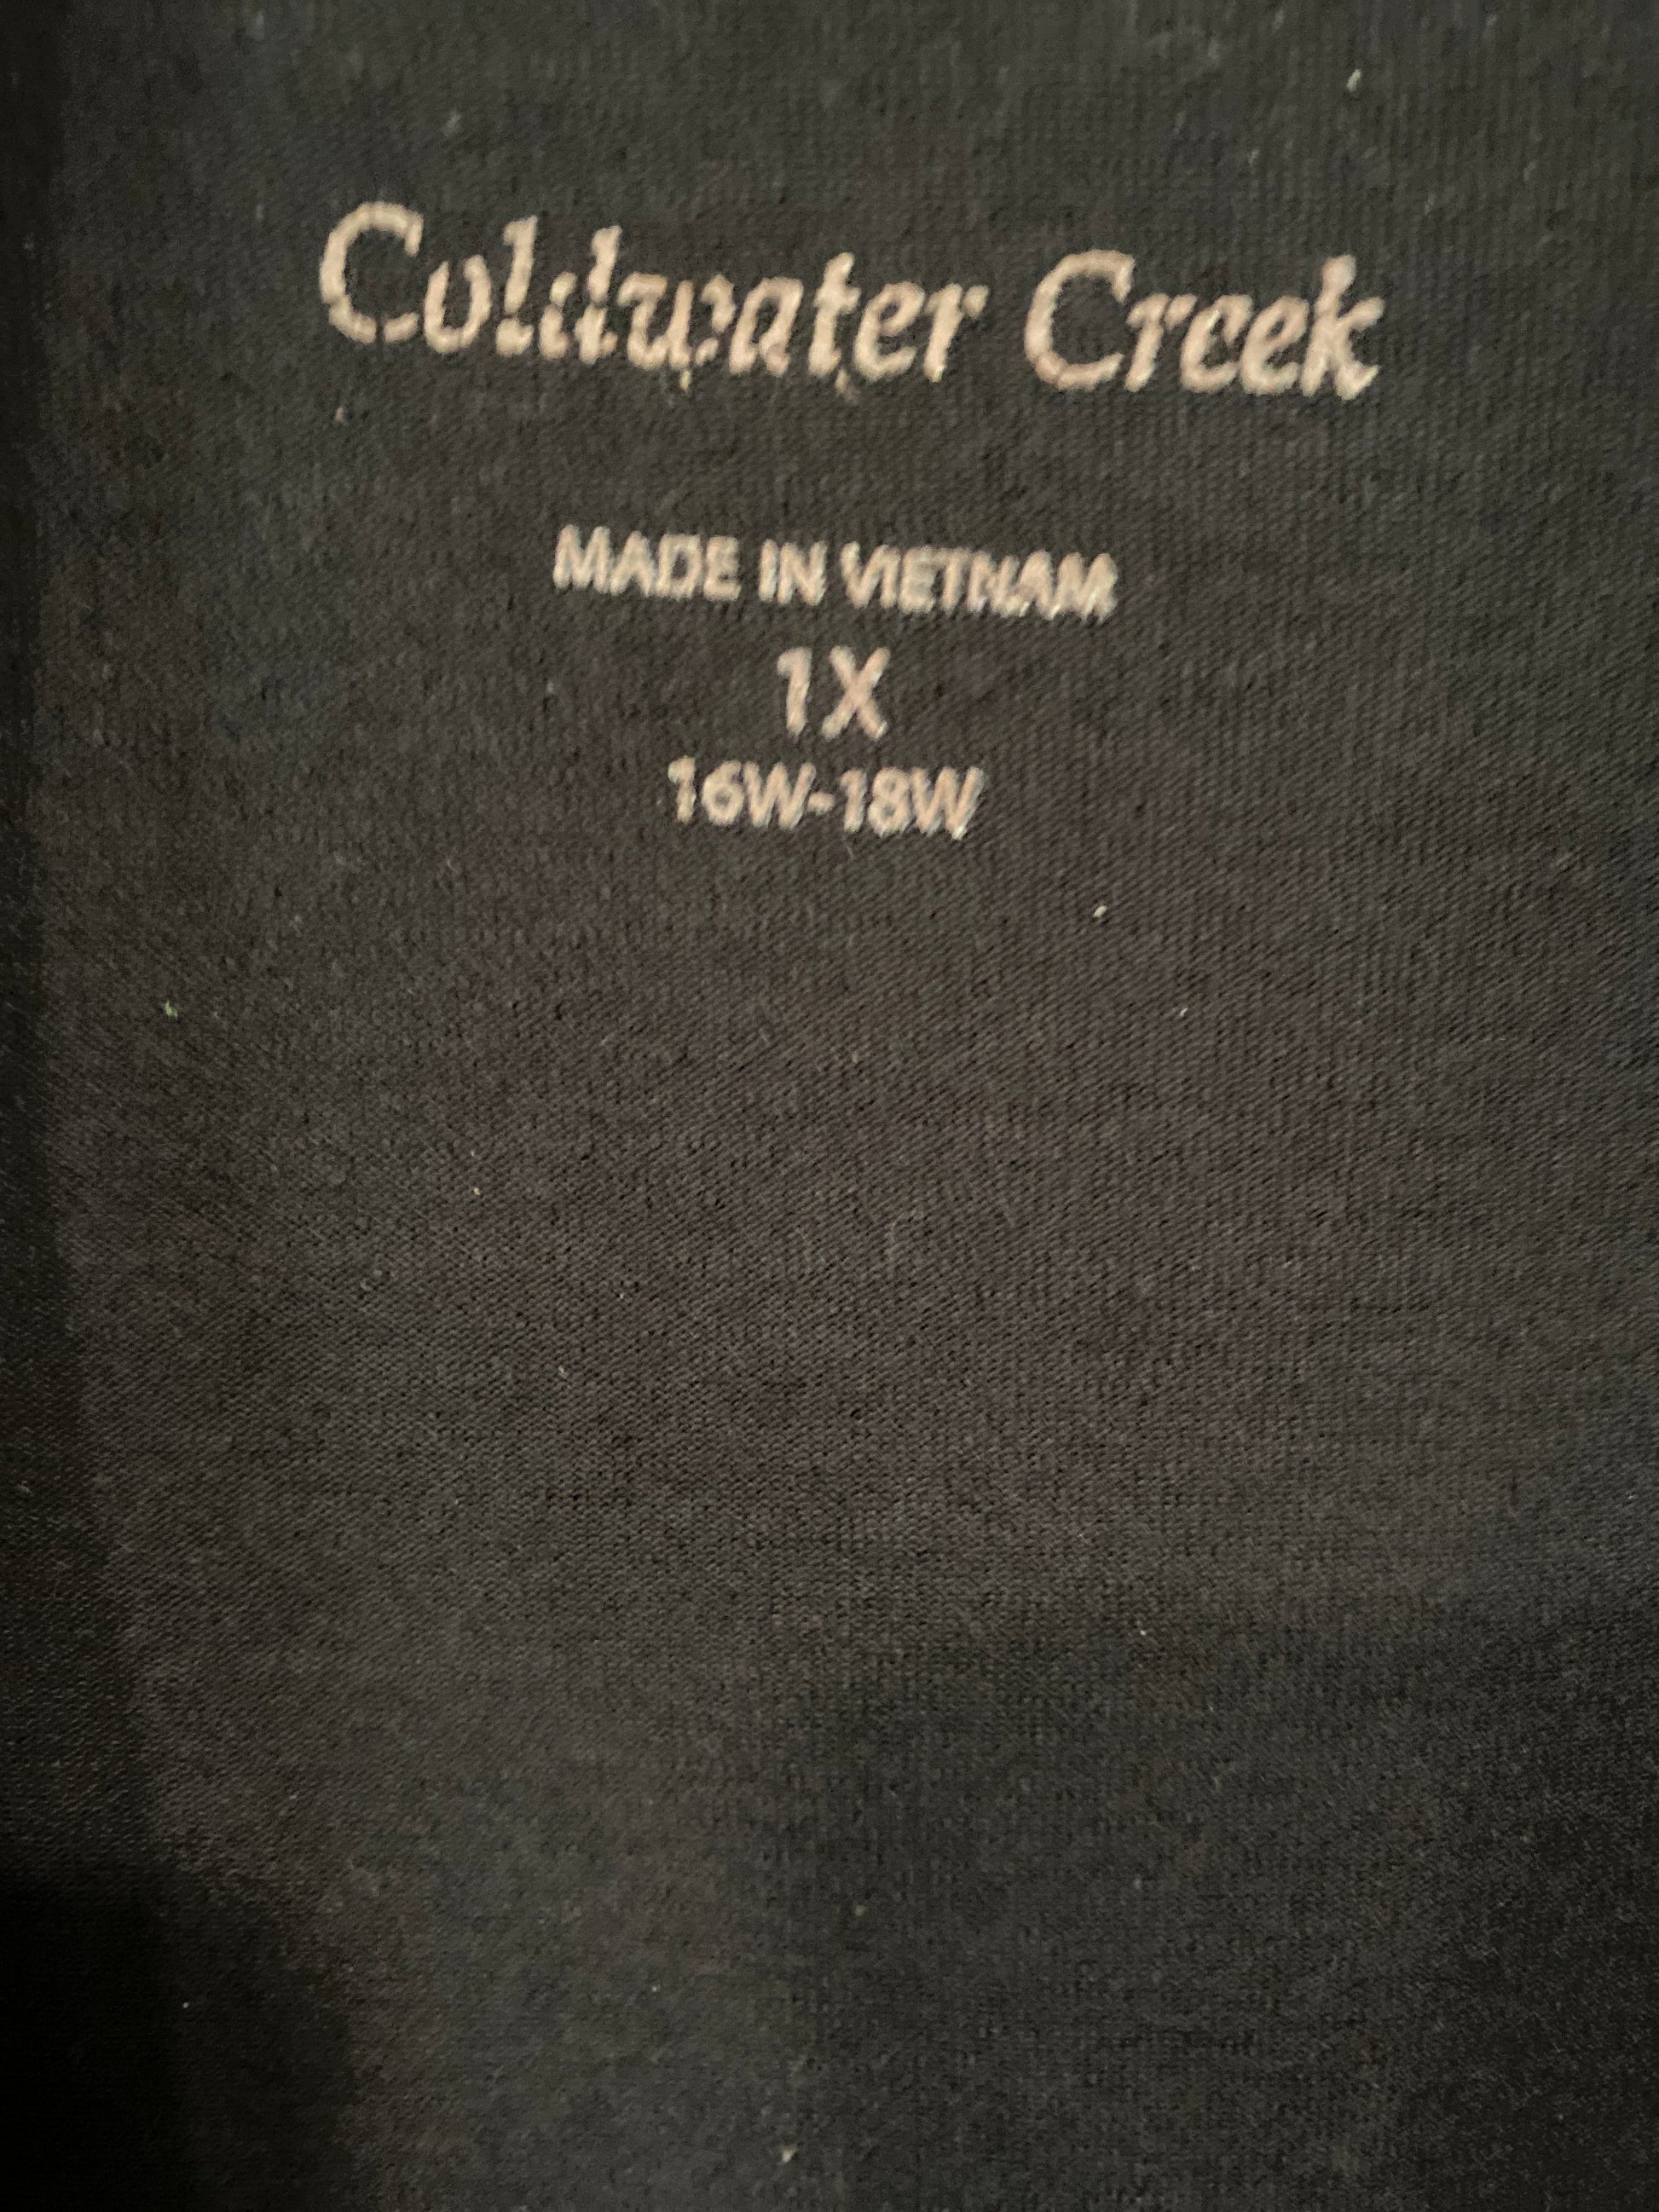 Coldwater Creek
MADE IN VIETNAM
1X
16W-18W